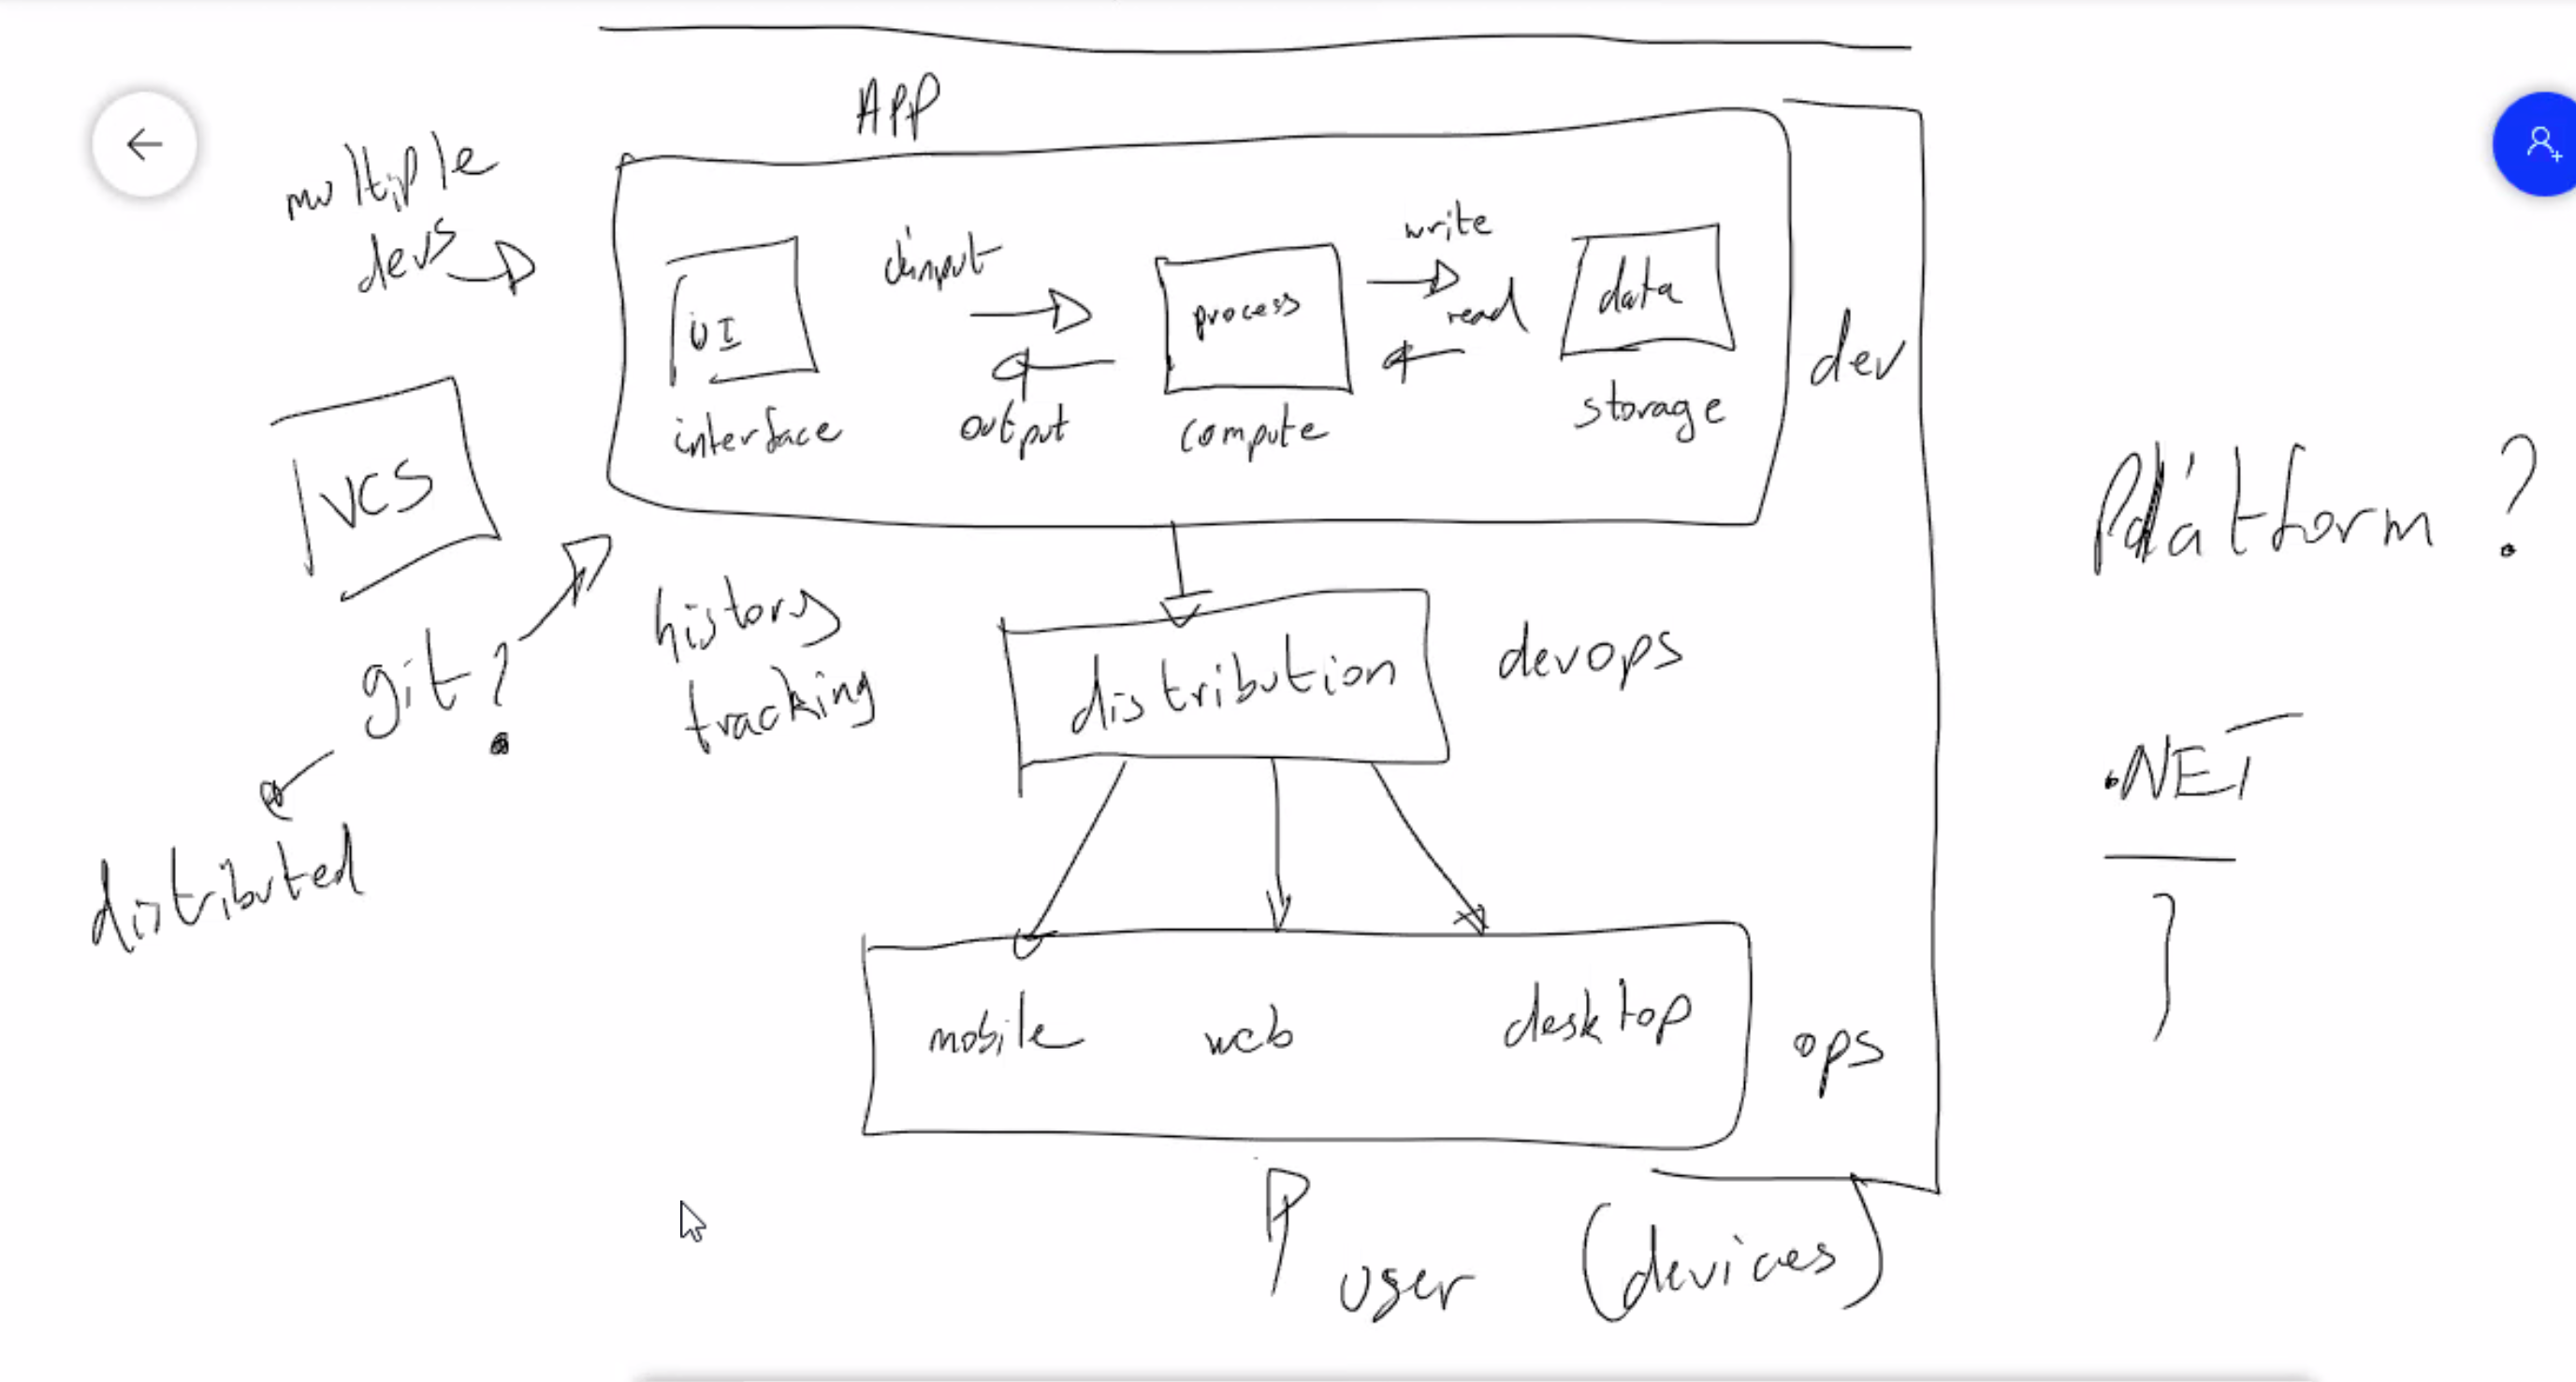 APP
multiple
devs
UI
interface
input
output
process
compute
write
read
data
storage
dev
VCS
git?
history
tracking
distributed
distribution
devops
mobile web desktop
ops
user (devices)
Platform ?
.NET